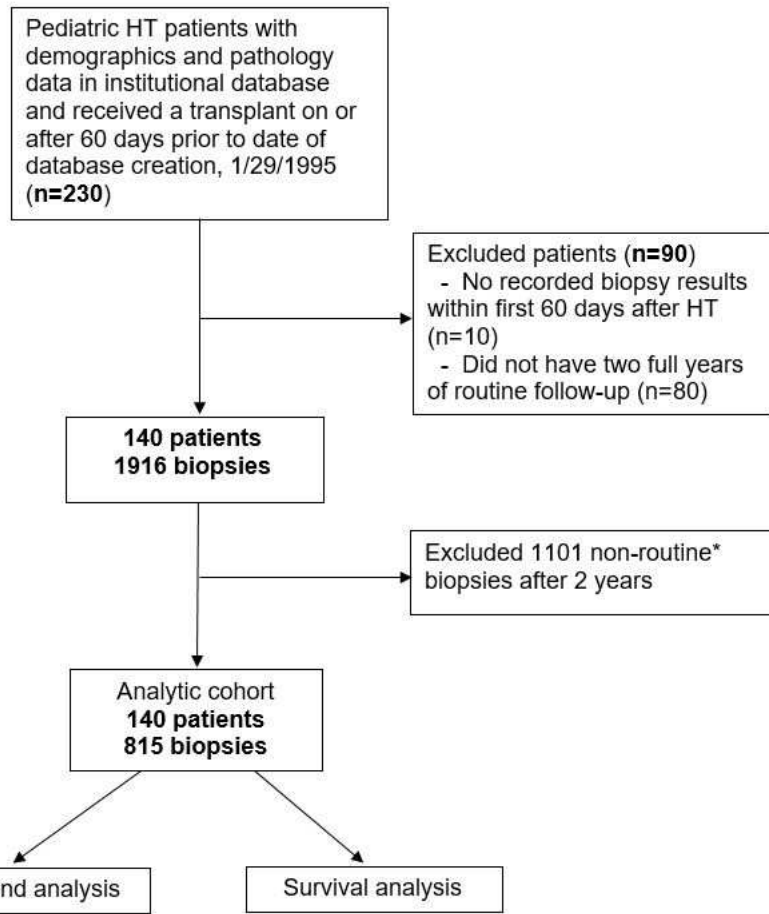 Pediatric HT patients with
demographics and pathology
data in institutional database
and received a transplant on or
after 60 days prior to date of
database creation, 1/29/1995
(n=230)
Excluded patients (n=90)
- No recorded biopsy results
within first 60 days after HT
(n=10)
- Did not have two full years
of routine follow-up (n=80)
140 patients
1916 biopsies
Excluded 1101 non-routine*
biopsies after 2 years
Analytic cohort
140 patients
815 biopsies
analysis
Survival analysis